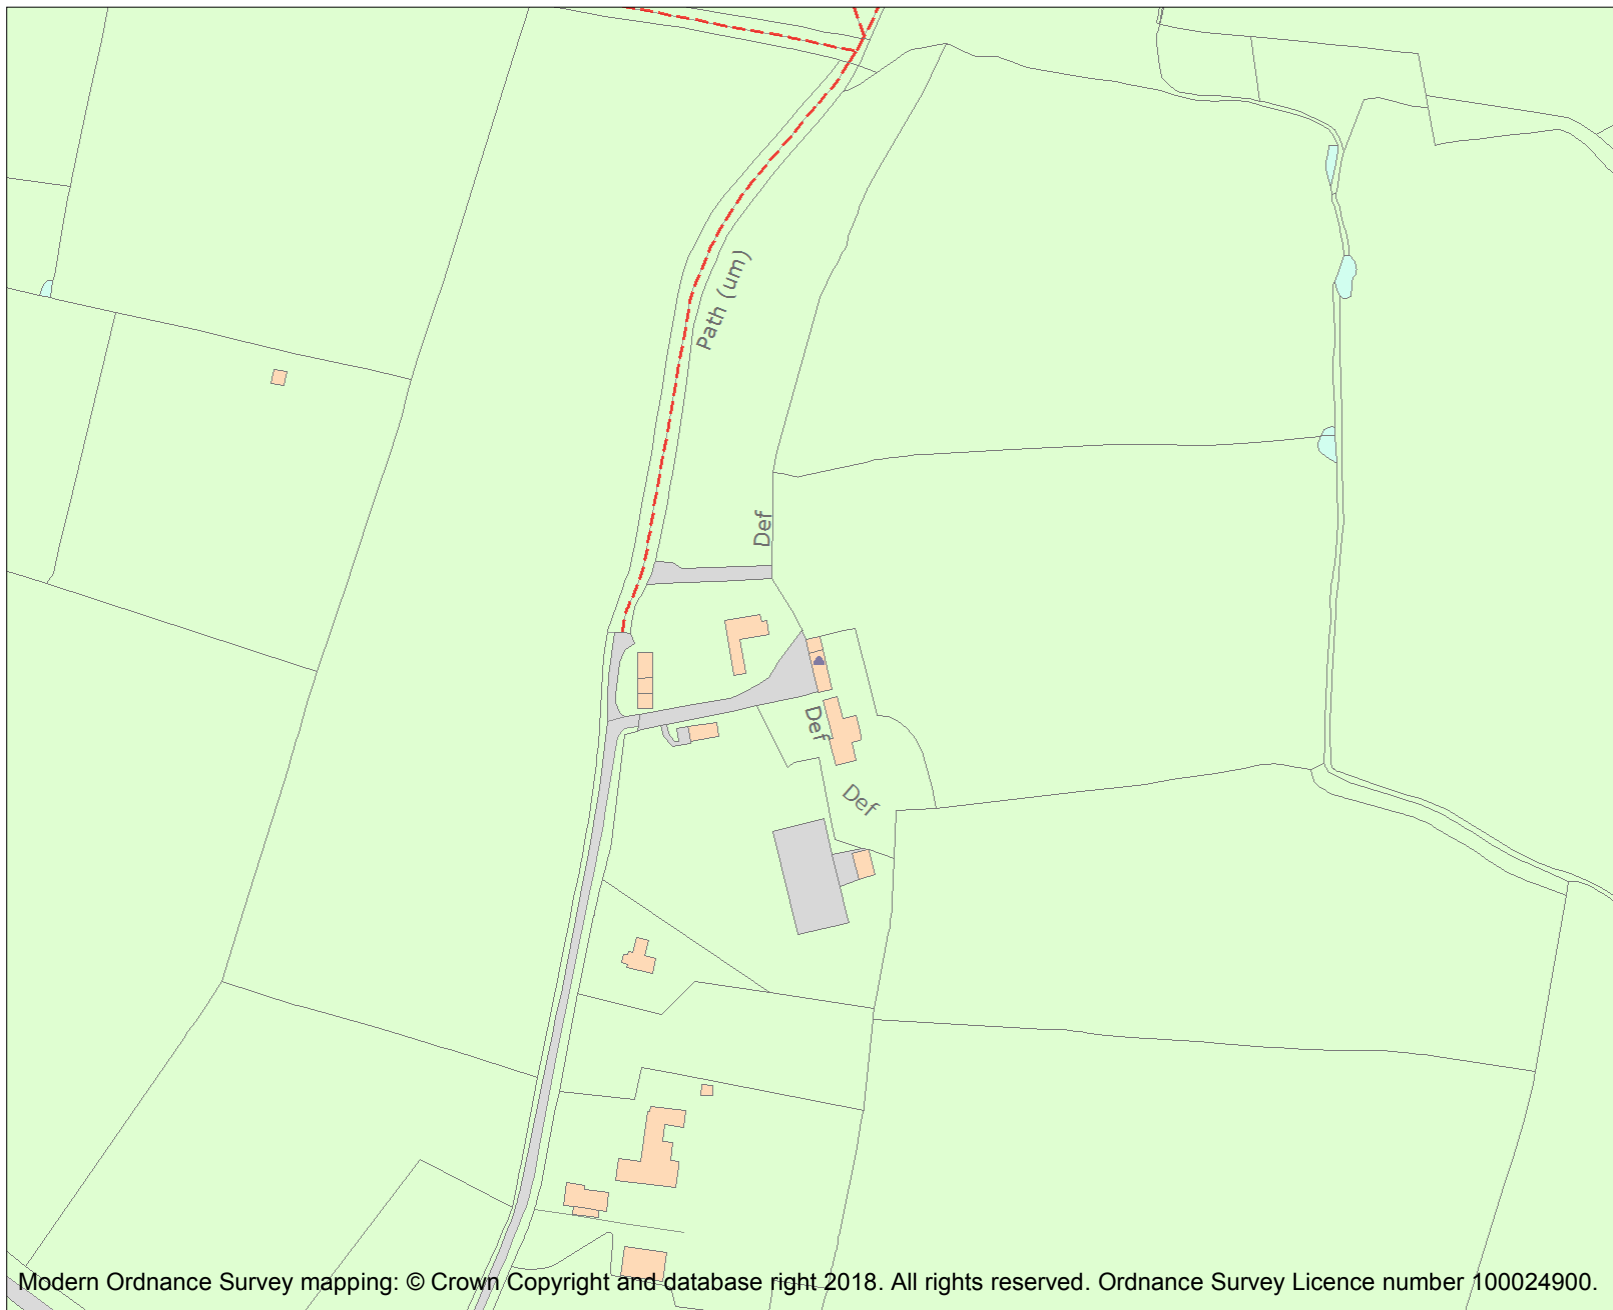 Path (um)
Def
Def
Def
Modern Ordnance Survey mapping: © Crown Copyright and database right 2018. All rights reserved. Ordnance Survey Licence number 100024900.